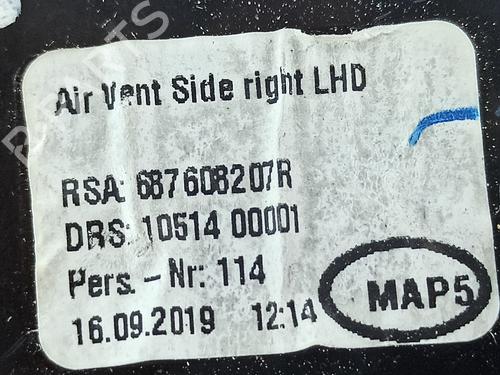 Air Vent Side right LHD
RSA: 687608207R
DRS: 10514 00001
Pers. - Nr: 114
MAP5
16.09.2019 12:14